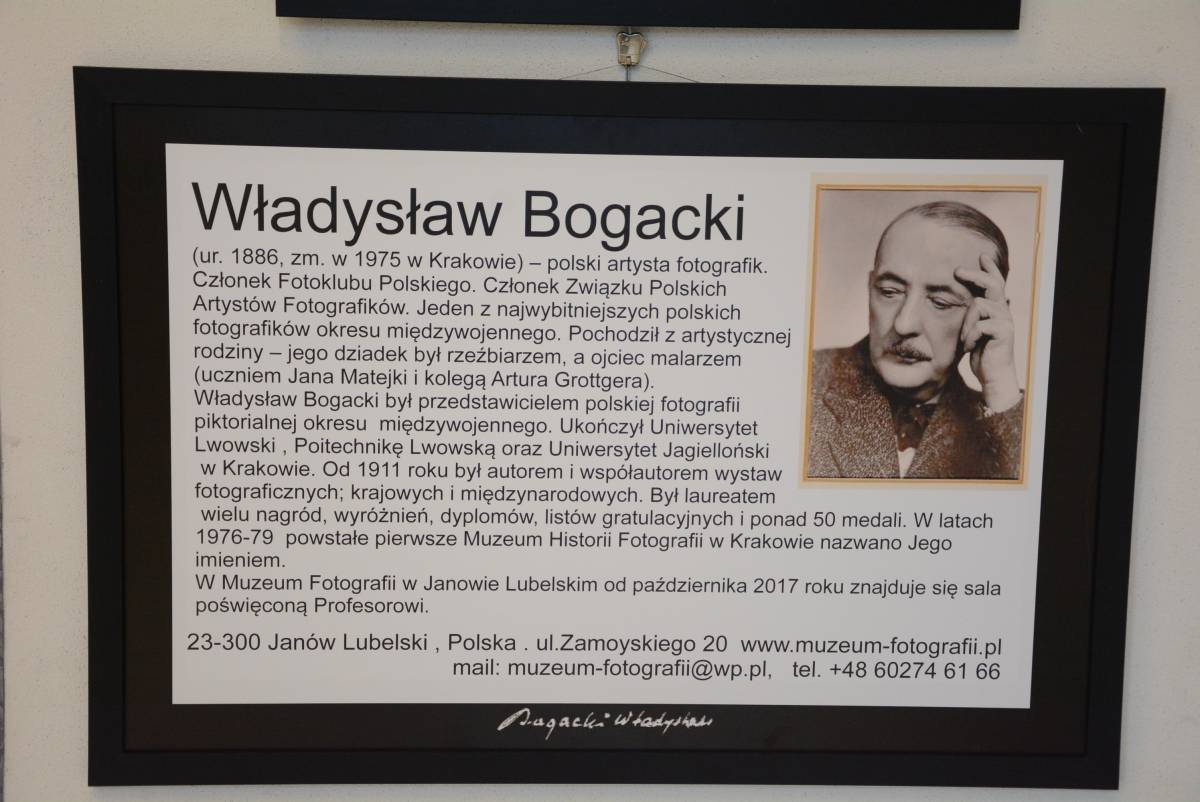 Władysław Bogacki
(ur. 1886, zm. w 1975 w Krakowie) – polski artysta fotografik.
Członek Fotoklubu Polskiego. Członek Związku Polskich
Artystów Fotografików. Jeden z najwybitniejszych polskich
fotografików okresu międzywojennego. Pochodził z artystycznej
rodziny – jego dziadek był rzeźbiarzem, a ojciec malarzem
(uczniem Jana Matejki i kolegą Artura Grottgera).
Władysław Bogacki był przedstawicielem polskiej fotografii
piktorialnej okresu międzywojennego. Ukończył Uniwersytet
Lwowski , Poitechnikę Lwowską oraz Uniwersytet Jagielloński
w Krakowie. Od 1911 roku był autorem i współautorem wystaw
fotograficznych; krajowych i międzynarodowych. Był laureatem
wielu nagród, wyróżnień, dyplomów, listów gratulacyjnych i ponad 50 medali. W latach
1976-79 powstałe pierwsze Muzeum Historii Fotografii w Krakowie nazwano Jego
imieniem.
W Muzeum Fotografii w Janowie Lubelskim od października 2017 roku znajduje się sala
poświęconą Profesorowi.
23-300 Janów Lubelski , Polska . ul.Zamoyskiego 20 www.muzeum-fotografii.pl
mail: muzeum-fotografii@wp.pl, tel. +48 60274 61 66
Bogacki Władysław